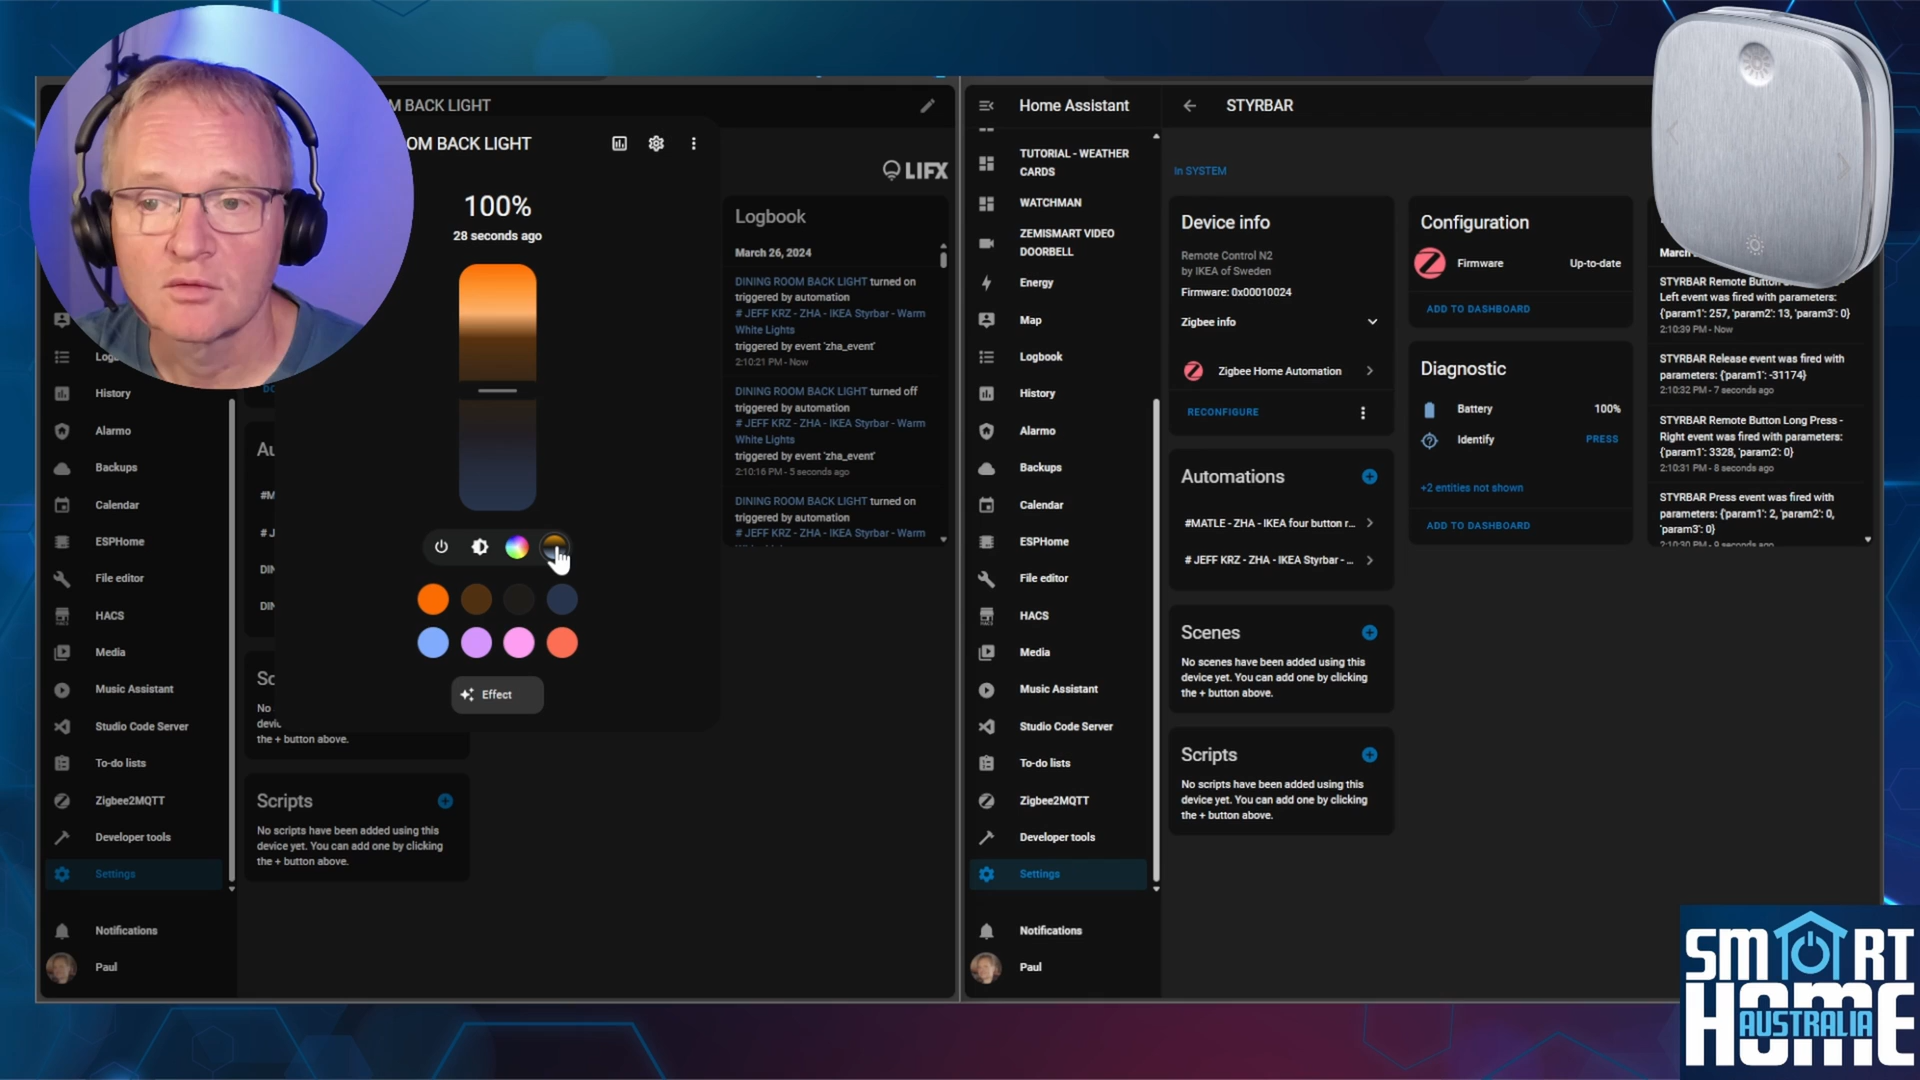 M BACK LIGHT
OM BACK LIGHT
100%
28 seconds ago
Effect
LIFX
Logbook
March 26, 2024
DINING ROOM BACK LIGHT turned on
triggered by automation
# JEFF KRZ - ZHA - IKEA Styrbar - Warm
White Lights
triggered by event 'zha_event'
2:10:21 PM - Now
DINING ROOM BACK LIGHT turned off
triggered by automation
# JEFF KRZ - ZHA - IKEA Styrbar - Warm
White Lights
triggered by event 'zha_event'
2:10:16 PM - 5 seconds ago
DINING ROOM BACK LIGHT turned on
triggered by automation
# JEFF KRZ - ZHA - IKEA Styrbar - Warm
History
Alarmo
Backups
Calendar
ESPHome
File editor
HACS
Media
Music Assistant
Studio Code Server
To-do lists
Zigbee2MQTT
Developer tools
Settings
Notifications
Paul
Au
#M
# J
DIN
DIN
Sc
No
devic
the + button above.
Scripts
No scripts have been added using this
device yet. You can add one by clicking
the + button above.
Home Assistant
TUTORIAL - WEATHER
CARDS
WATCHMAN
ZEMISMART VIDEO
DOORBELL
Energy
Map
Logbook
History
Alarmo
Backups
Calendar
ESPHome
File editor
HACS
Media
Music Assistant
Studio Code Server
To-do lists
Zigbee2MQTT
Developer tools
Settings
Notifications
Paul
STYRBAR
In SYSTEM
Device info
Remote Control N2
by IKEA of Sweden
Firmware: 0x00010024
Zigbee info
Zigbee Home Automation
RECONFIGURE
Automations
#MATLE - ZHA - IKEA four button r...
# JEFF KRZ - ZHA - IKEA Styrbar - ...
Scenes
No scenes have been added using this
device yet. You can add one by clicking
the + button above.
Scripts
No scripts have been added using this
device yet. You can add one by clicking
the + button above.
Configuration
Firmware Up-to-date
ADD TO DASHBOARD
Diagnostic
Battery 100%
Identify PRESS
+2 entities not shown
ADD TO DASHBOARD
March
STYRBAR Remote Button
Left event was fired with parameters:
{'param1': 257, 'param2': 13, 'param3': 0}
2:10:39 PM - Now
STYRBAR Release event was fired with
parameters: {'param1': -31174}
2:10:32 PM - 7 seconds ago
STYRBAR Remote Button Long Press -
Right event was fired with parameters:
{'param1': 3328, 'param2': 0}
2:10:31 PM - 8 seconds ago
STYRBAR Press event was fired with
parameters: {'param1': 2, 'param2': 0,
'param3': 0}
2:10:30 PM - 9 seconds ago
SMART
HOME
AUSTRALIA